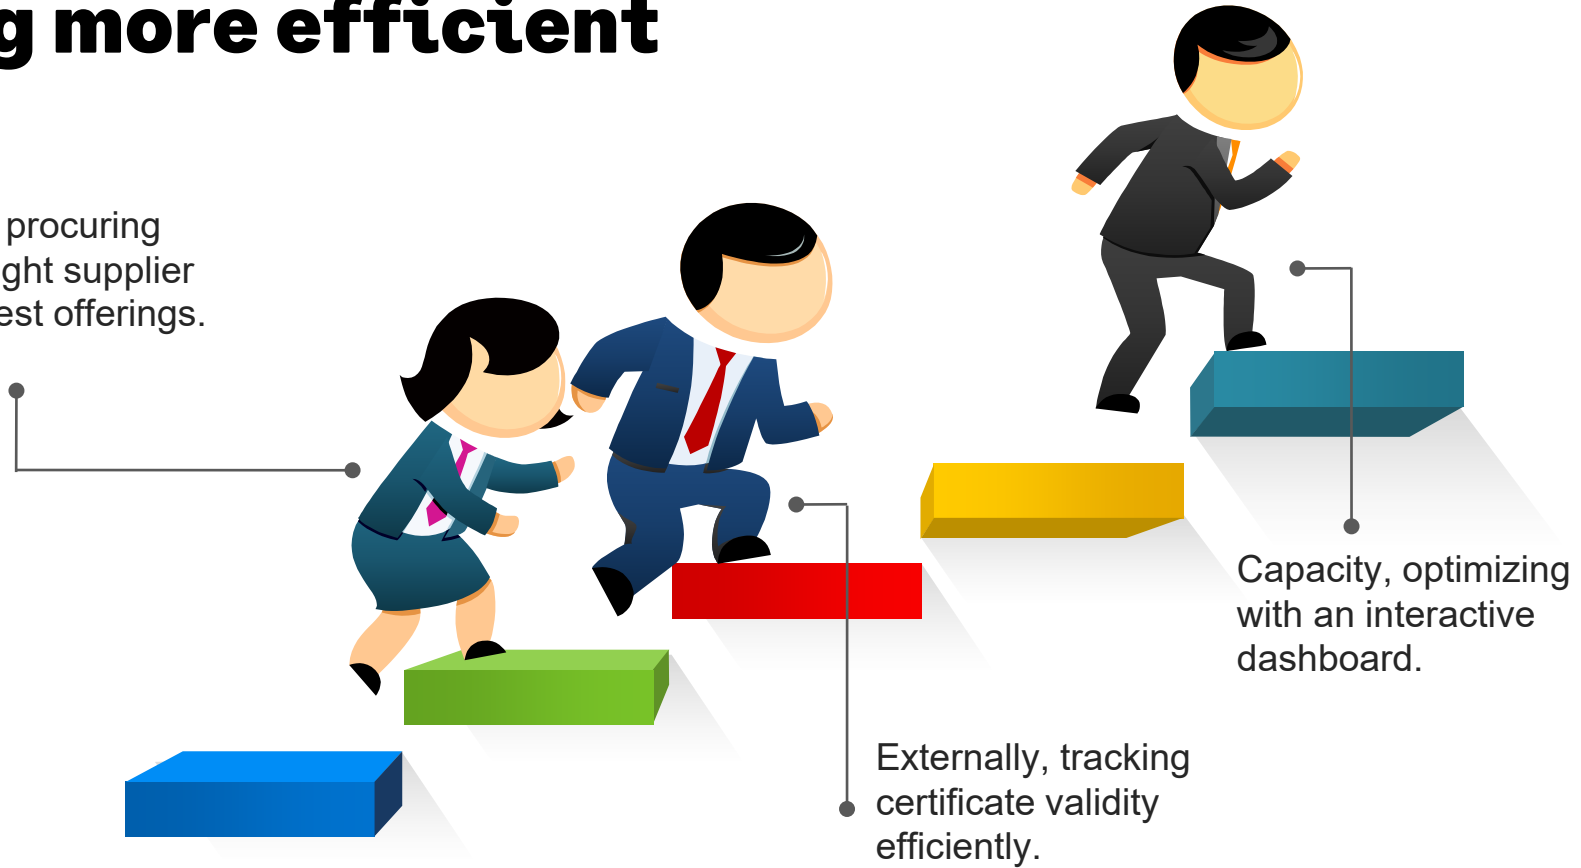 g more efficient
procuring
ght supplier
est offerings.
Capacity, optimizing
with an interactive
dashboard.
Externally, tracking
certificate validity
efficiently.